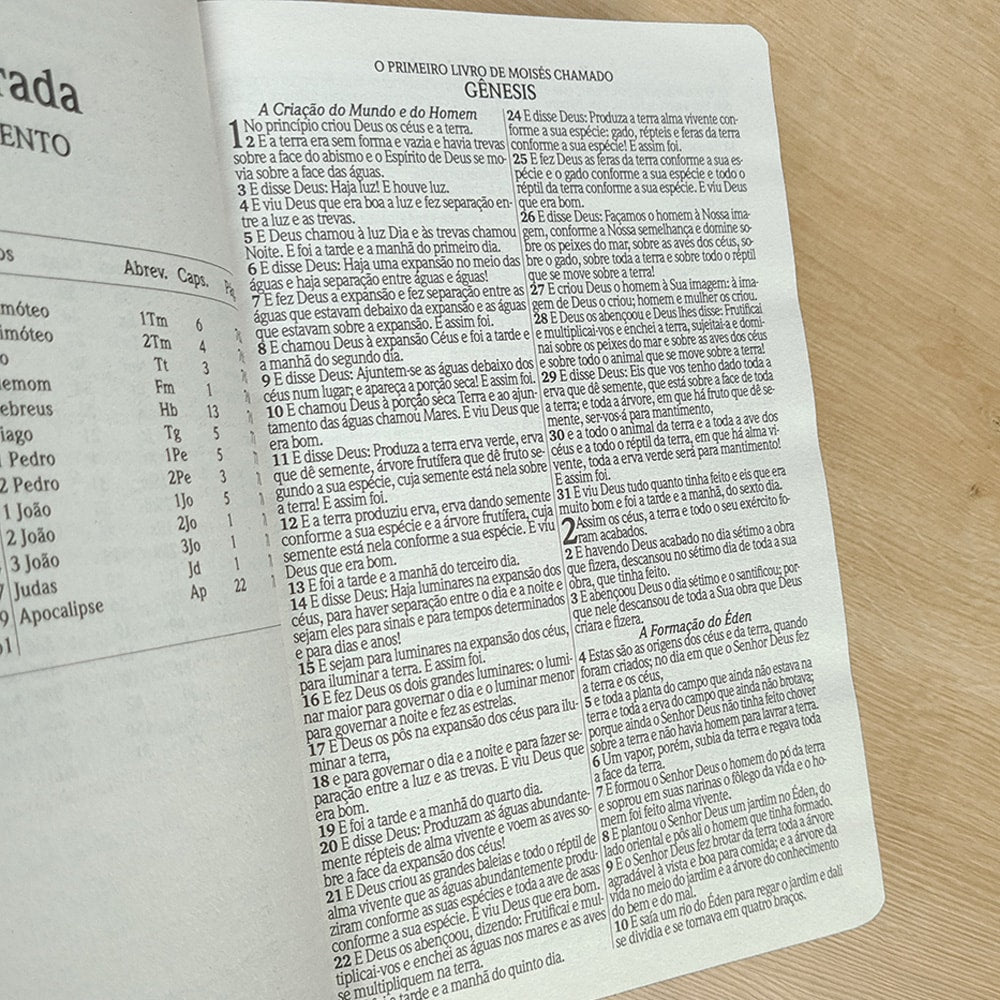 rada
ENTO
os
Abrev. Caps.
móteo 1Tm 6
imóteo 2Tm 4
o Tt 3
emom Fm 1
ebreus Hb 13
iago Tg 5
Pedro 1Pe 5
2 Pedro 2Pe 3
1 João 1Jo 5
2 João 2Jo 1
3 João 3Jo 1
7 Judas Jd 1
9 Apocalipse Ap 22
O PRIMEIRO LIVRO DE MOISÉS CHAMADO
GÊNESIS
A Criação do Mundo e do Homem
1 No princípio criou Deus os céus e a terra.
2 E a terra era sem forma e vazia e havia trevas
sobre a face do abismo e o Espírito de Deus se mo-
via sobre a face das águas.
3 E disse Deus: Haja luz! E houve luz.
4 E viu Deus que era boa a luz e fez separação en-
tre a luz e as trevas.
5 E Deus chamou à luz Dia e às trevas chamou
Noite. E foi a tarde e a manhã do primeiro dia.
6 E disse Deus: Haja uma expansão no meio das
águas e haja separação entre águas e águas!
7 E fez Deus a expansão e fez separação entre as
águas que estavam debaixo da expansão e as águas
que estavam sobre a expansão. E assim foi.
8 E chamou Deus à expansão Céus e foi a tarde e
a manhã do segundo dia.
9 E disse Deus: Ajuntem-se as águas debaixo dos
céus num lugar; e apareça a porção seca! E assim foi.
10 E chamou Deus à porção seca Terra e ao ajun-
tamento das águas chamou Mares. E viu Deus que
era bom.
11 E disse Deus: Produza a terra erva verde, erva
que dê semente, árvore frutífera que dê fruto se-
gundo a sua espécie, cuja semente está nela sobre
a terra! E assim foi.
12 E a terra produziu erva, erva dando semente
conforme a sua espécie e a árvore frutífera, cuja
semente está nela conforme a sua espécie. E viu
Deus que era bom.
13 E foi a tarde e a manhã do terceiro dia.
14 E disse Deus: Haja luminares na expansão dos
céus, para haver separação entre o dia e a noite e
sejam eles para sinais e para tempos determinados
e para dias e anos!
15 E sejam para luminares na expansão dos céus,
para iluminar a terra. E assim foi.
16 E fez Deus os dois grandes luminares: o lumi-
nar maior para governar o dia e o luminar menor
para governar a noite e fez as estrelas.
17 E Deus os pôs na expansão dos céus para ilu-
minar a terra,
18 e para governar o dia e a noite e para fazer se-
paração entre a luz e as trevas. E viu Deus que
era bom.
19 E foi a tarde e a manhã do quarto dia.
20 E disse Deus: Produzam as águas abundante-
mente répteis de alma vivente e voem as aves so-
bre a face da expansão dos céus!
21 E Deus criou as grandes baleias e todo o réptil de
alma vivente que as águas abundantemente produ-
ziram conforme as suas espécies e toda a ave de asas
conforme a sua espécie. E viu Deus que era bom.
22 E Deus os abençoou, dizendo: Frutificai e mul-
tiplicai-vos e enchei as águas nos mares e as aves
se multipliquem na terra.
tarde e a manhã do quinto dia.
24 E disse Deus: Produza a terra alma vivente con-
forme a sua espécie: gado, répteis e feras da terra
conforme a sua espécie! E assim foi.
25 E fez Deus as feras da terra conforme a sua es-
pécie e o gado conforme a sua espécie e todo o
réptil da terra conforme a sua espécie. E viu Deus
que era bom.
26 E disse Deus: Façamos o homem à Nossa ima-
gem, conforme a Nossa semelhança e domine so-
bre os peixes do mar, sobre as aves dos céus, so-
bre o gado, sobre toda a terra e sobre todo o réptil
que se move sobre a terra!
27 E criou Deus o homem à Sua imagem: à ima-
gem de Deus o criou; homem e mulher os criou.
28 E Deus os abençoou e Deus lhes disse: Frutificai
e multiplicai-vos e enchei a terra, sujeitai-a e domi-
nai sobre os peixes do mar e sobre as aves dos céus
e sobre todo o animal que se move sobre a terra!
29 E disse Deus: Eis que vos tenho dado toda a
erva que dê semente, que está sobre a face de toda
a terra; e toda a árvore, em que há fruto que dê se-
mente, ser-vos-á para mantimento,
30 e a todo o animal da terra e a toda a ave dos
céus e a todo o réptil da terra, em que há alma vi-
vente, toda a erva verde será para mantimento!
E assim foi.
31 E viu Deus tudo quanto tinha feito e eis que era
muito bom e foi a tarde e a manhã, do sexto dia.
2 Assim os céus, a terra e todo o seu exército fo-
ram acabados.
2 E havendo Deus acabado no dia sétimo a obra
que fizera, descansou no sétimo dia de toda a sua
obra, que tinha feito.
3 E abençoou Deus o dia sétimo e o santificou; por-
que nele descansou de toda a Sua obra que Deus
criara e fizera.
A Formação do Éden
4 Estas são as origens dos céus e da terra, quando
foram criados; no dia em que o Senhor Deus fez
a terra e os céus,
5 e toda a planta do campo que ainda não estava na
terra e toda a erva do campo que ainda não brotava;
porque ainda o Senhor Deus não tinha feito chover
sobre a terra e não havia homem para lavrar a terra.
6 Um vapor, porém, subia da terra e regava toda
a face da terra.
7 E formou o Senhor Deus o homem do pó da terra
e soprou em suas narinas o fôlego da vida e o ho-
mem foi feito alma vivente.
8 E plantou o Senhor Deus um jardim no Éden, do
lado oriental e pôs ali o homem que tinha formado.
9 E o Senhor Deus fez brotar da terra toda a árvore
agradável à vista e boa para comida; e a árvore da
vida no meio do jardim e a árvore do conhecimento
do bem e do mal.
10 E saía um rio do Éden para regar o jardim e dali
se dividia e se tornava em quatro braços.